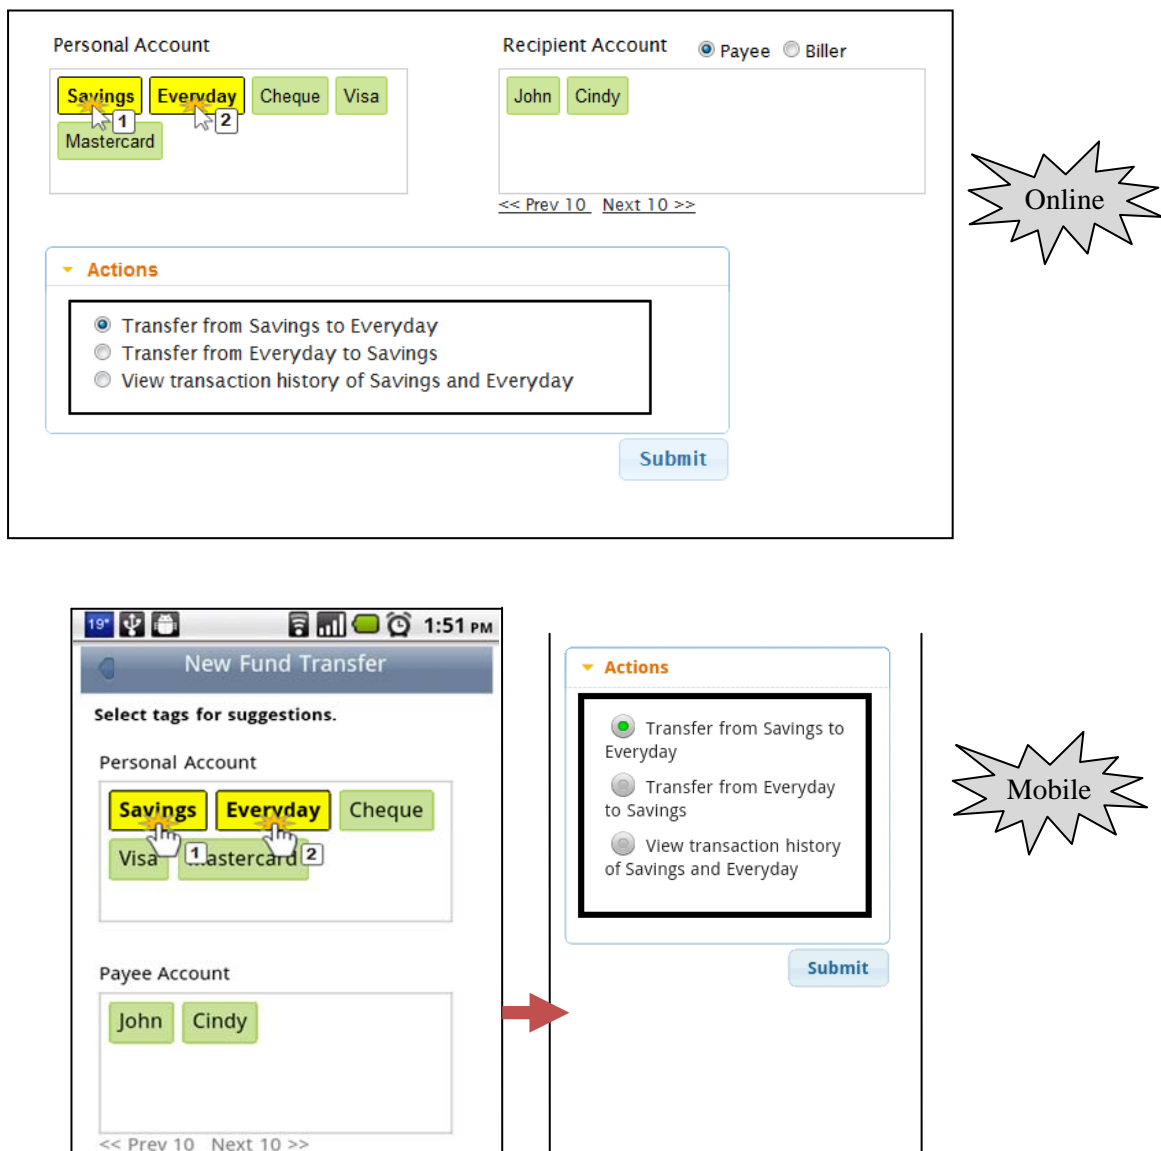 Personal Account
Recipient Account Payee Biller
Savings Everyday Cheque Visa
1 2
Mastercard
John Cindy
<< Prev 10 Next 10 >>
Online
Actions
Transfer from Savings to Everyday
Transfer from Everyday to Savings
View transaction history of Savings and Everyday
Submit
19° 1:51 PM
New Fund Transfer
Select tags for suggestions.
Personal Account
Savings Everyday Cheque
Visa 1 Mastercard 2
Payee Account
John Cindy
<< Prev 10 Next 10 >>
Actions
Transfer from Savings to
Everyday
Transfer from Everyday
to Savings
View transaction history
of Savings and Everyday
Submit
Mobile